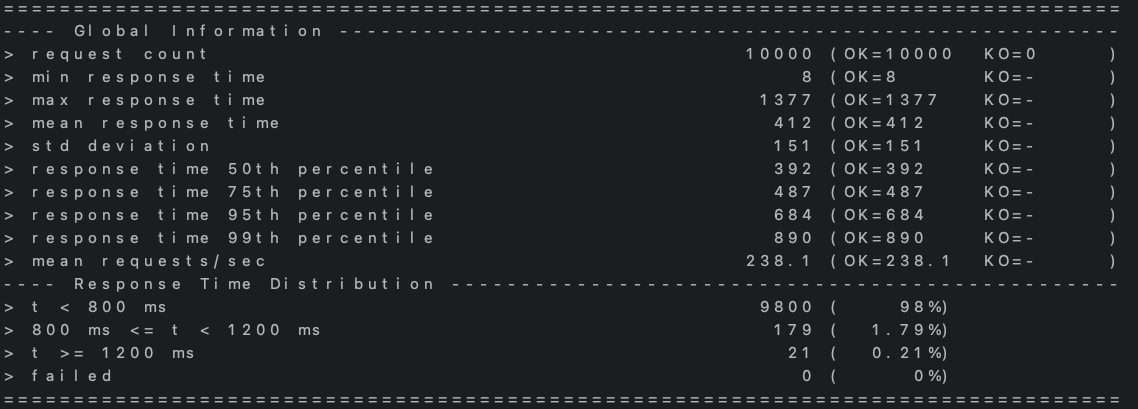 ================================================================================
---- Global Information --------------------------------------------------------
> request count                                      10000 (OK=10000  KO=0     )
> min response time                                      8 (OK=8      KO=-     )
> max response time                                   1377 (OK=1377   KO=-     )
> mean response time                                   412 (OK=412    KO=-     )
> std deviation                                        151 (OK=151    KO=-     )
> response time 50th percentile                        392 (OK=392    KO=-     )
> response time 75th percentile                        487 (OK=487    KO=-     )
> response time 95th percentile                        684 (OK=684    KO=-     )
> response time 99th percentile                        890 (OK=890    KO=-     )
> mean requests/sec                                  238.1 (OK=238.1  KO=-     )
---- Response Time Distribution ------------------------------------------------
> t < 800 ms                                          9800 (    98%)
> 800 ms <= t < 1200 ms                                179 (  1.79%)
> t >= 1200 ms                                          21 (  0.21%)
> failed                                                 0 (     0%)
================================================================================